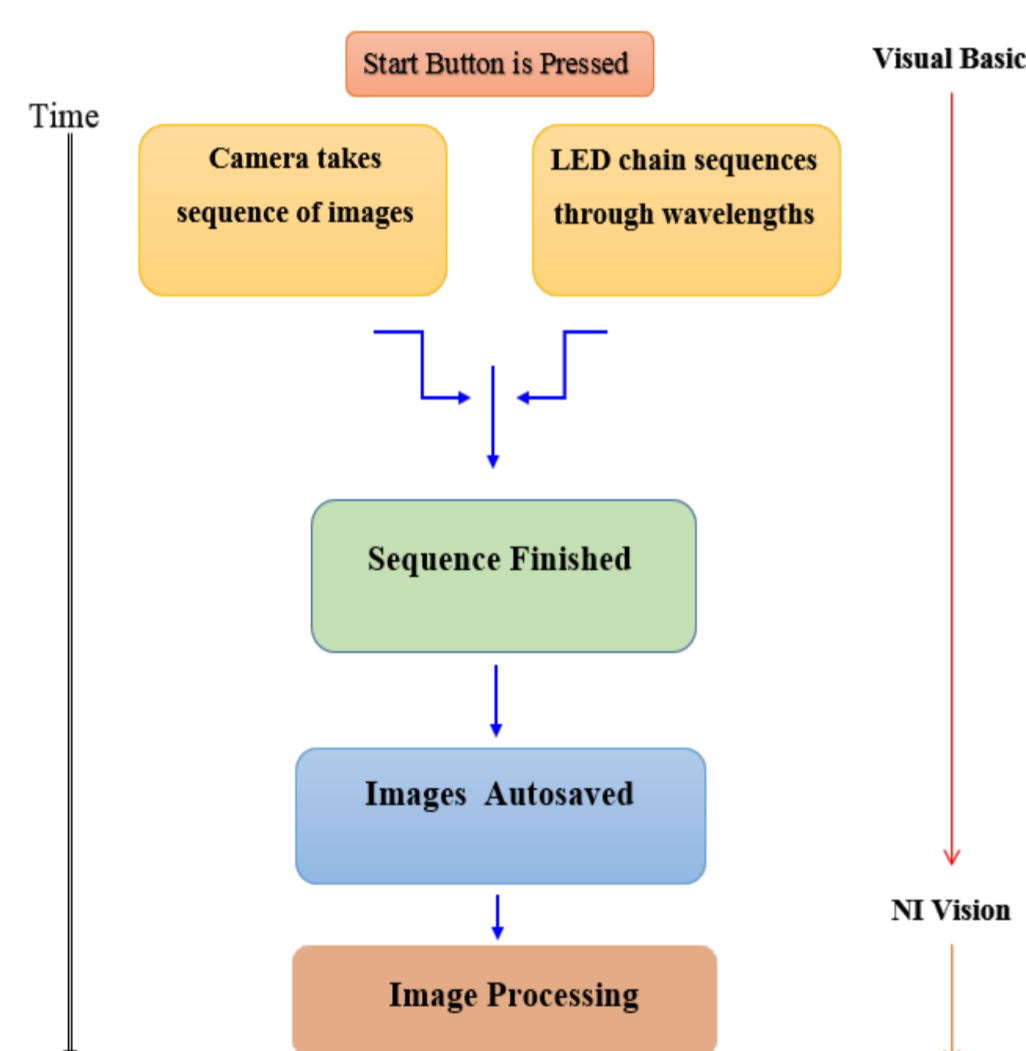 Start Button is Pressed
Visual Basic
Time
Camera takes
sequence of images
LED chain sequences
through wavelengths
Sequence Finished
Images  Autosaved
NI Vision
Image Processing